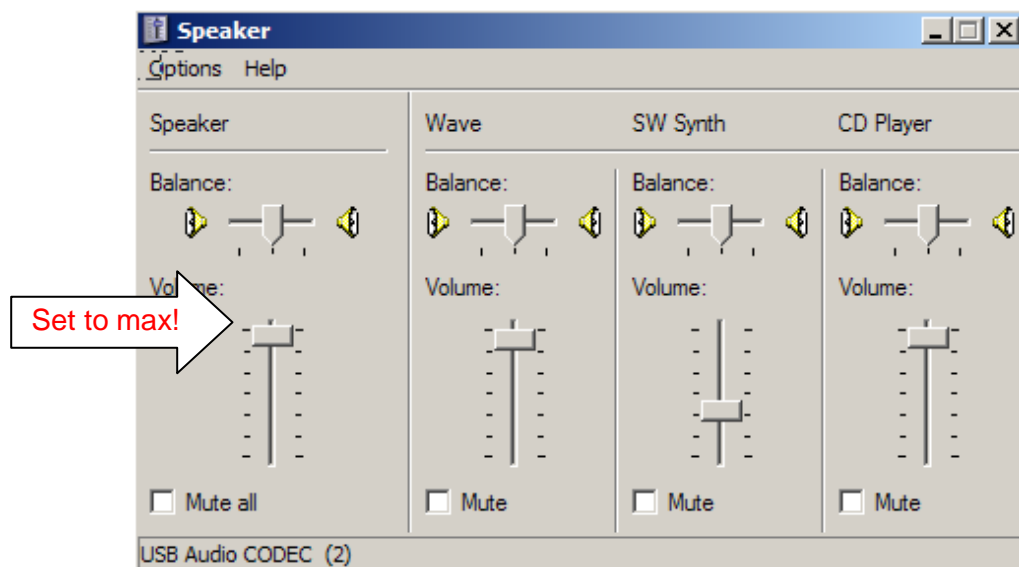 Speaker
Options Help
Speaker Wave SW Synth CD Player
Balance: Balance: Balance: Balance:
Volume: Volume: Volume: Volume:
Set to max!
Mute all Mute Mute Mute
USB Audio CODEC (2)